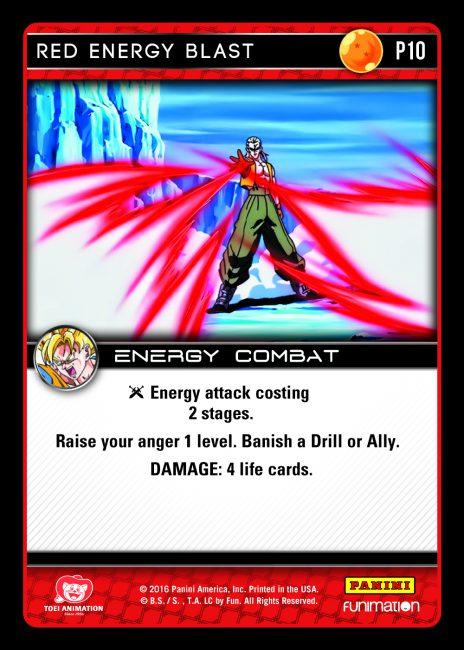 RED ENERGY BLAST
P10
ENERGY COMBAT
Energy attack costing
2 stages.
Raise your anger 1 level. Banish a Drill or Ally.
DAMAGE: 4 life cards.
TOEI ANIMATION
Since 1956
© 2016 Panini America, Inc. Printed in the USA.
© B.S. / S. , T.A. LC by Fun. All Rights Reserved.
PANINI
FUNIMATION